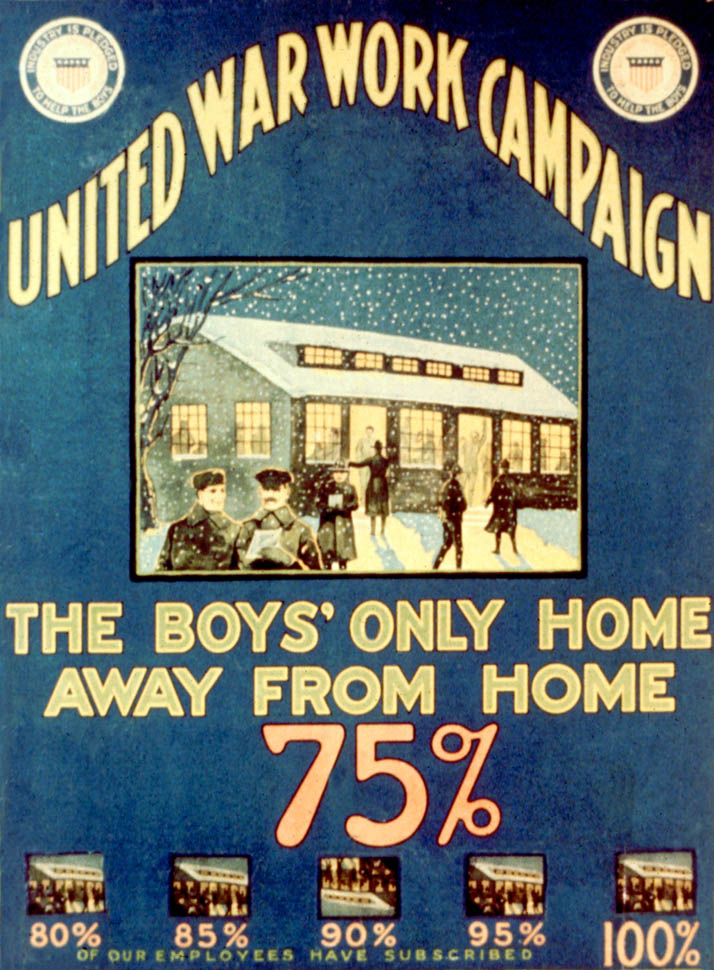 INDUSTRY IS PLEDGED
TO HELP THE BOYS
INDUSTRY IS PLEDGED
TO HELP THE BOYS
UNITED WAR WORK CAMPAIGN
THE BOYS' ONLY HOME
AWAY FROM HOME
75%
80% 85% 90% 95% 100%
OF OUR EMPLOYEES HAVE SUBSCRIBED